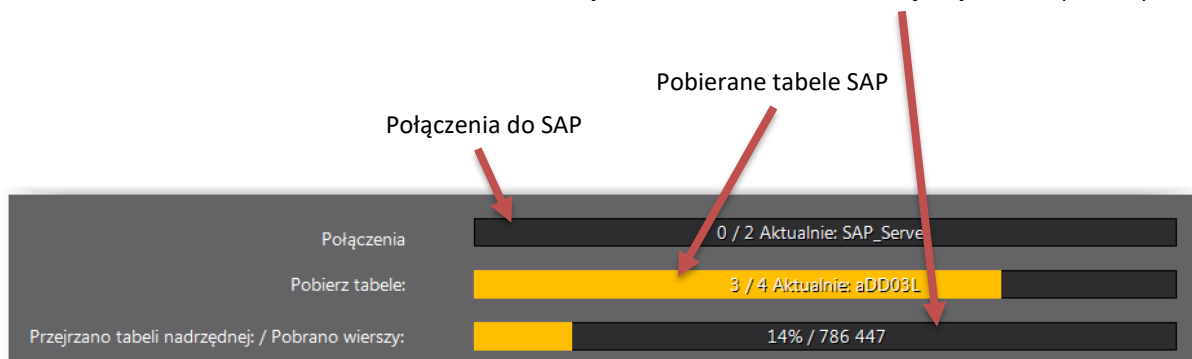 Pobierane tabele SAP
Połączenia do SAP
Połączenia
0 / 2 Aktualnie: SAP_Serve
Pobierz tabele:
3 / 4 Aktualnie: aDD03L
Przejrzano tabeli nadrzędnej: / Pobrano wierszy:
14% / 786 447